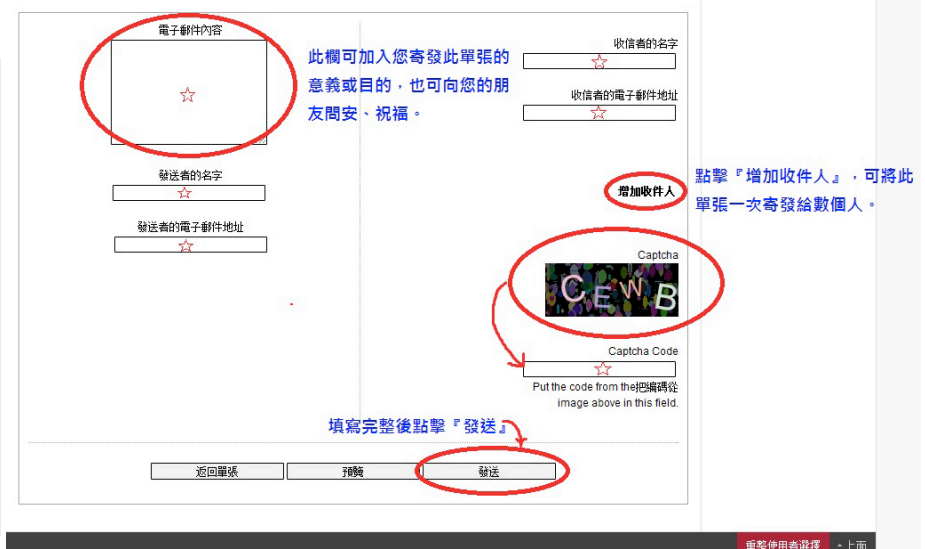 電子郵件內容
此欄可加入您寄發此單張的
意義或目的，也可向您的朋
友問安、祝福。
收信者的名字
收信者的電子郵件地址
發送者的名字
發送者的電子郵件地址
增加收件人
點擊『增加收件人』，可將此
單張一次寄發給數個人。
Captcha
CEWB
Captcha Code
Put the code from the把編碼從
image above in this field.
填寫完整後點擊『發送』
返回單張
預覽
發送
重整使用者選擇
上面